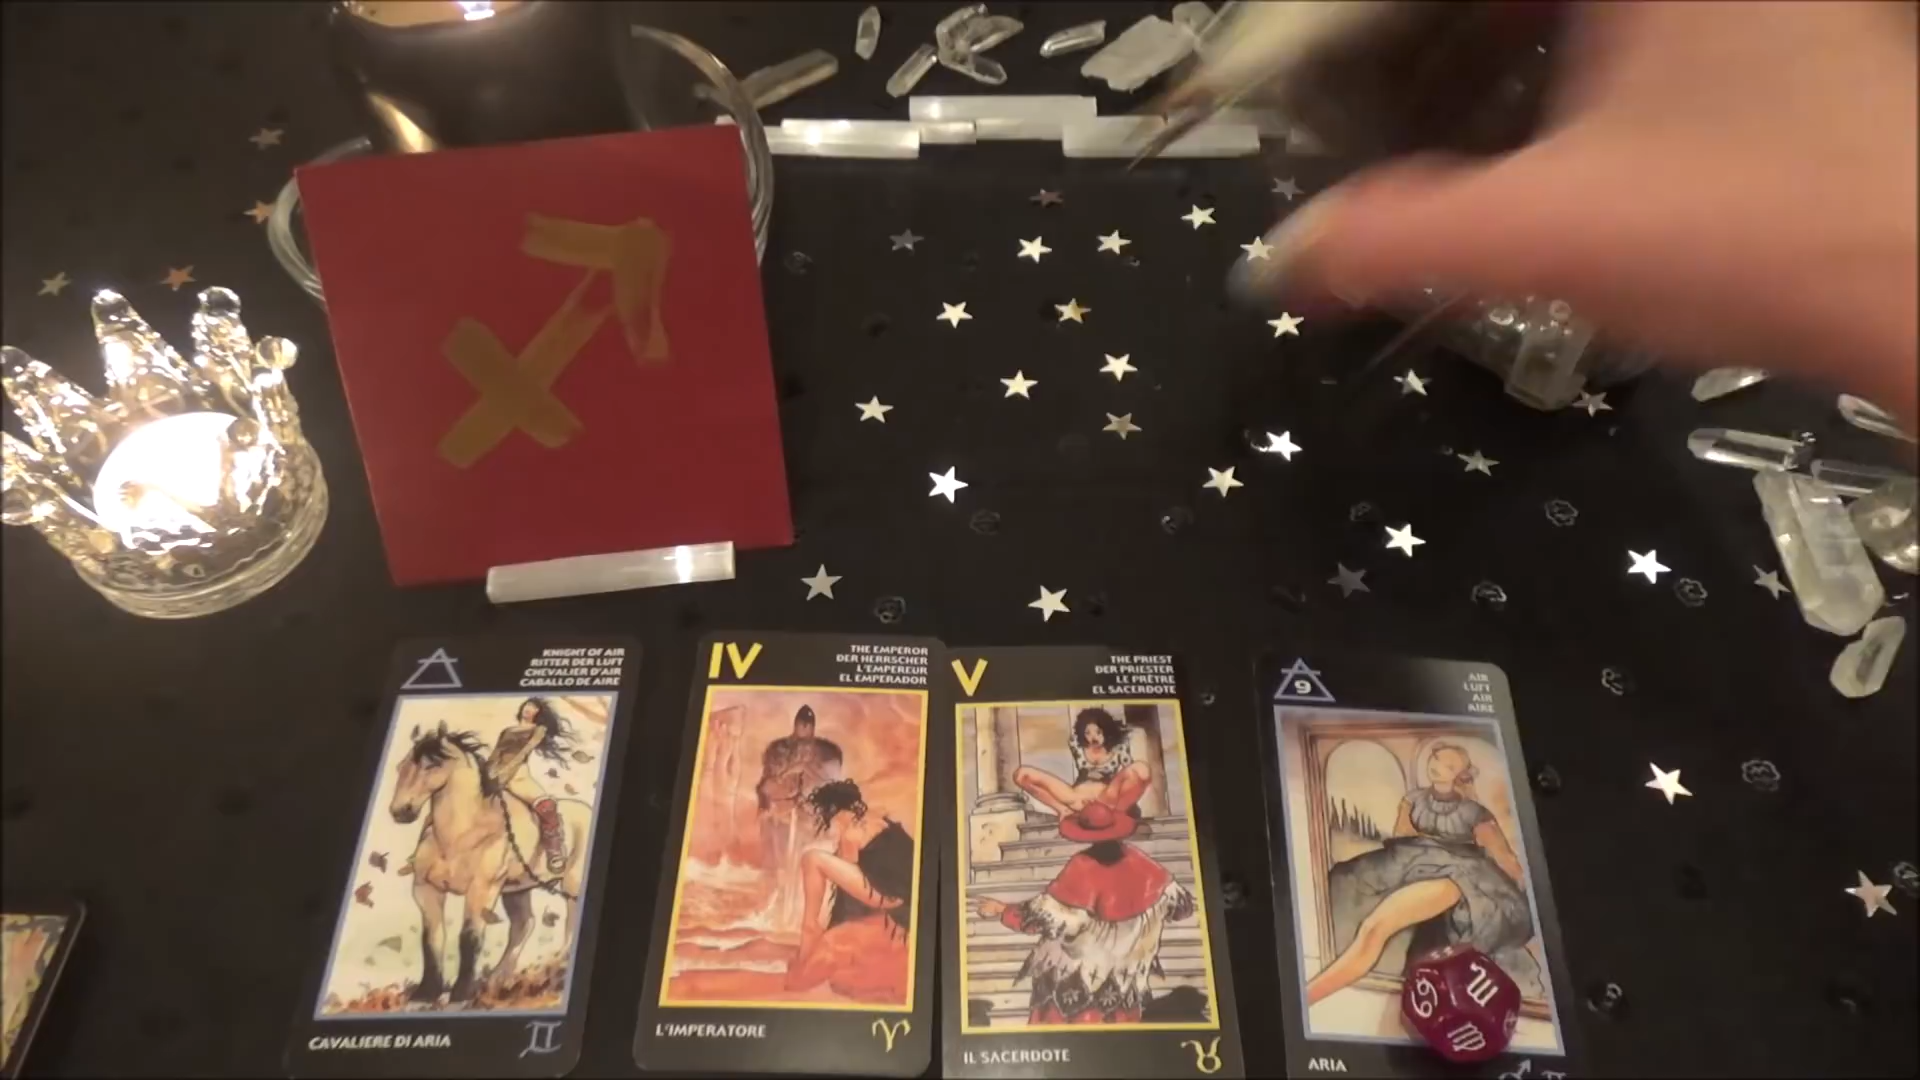 KNIGHT OF AIR
RITTER DER LUFT
CHEVALIER D'AIR
CABALLO DE AIRE
CAVALIERE DI ARIA
IV
THE EMPEROR
DER HERRSCHER
L'EMPEREUR
EL EMPERADOR
L'IMPERATORE
V
THE PRIEST
DER PRIESTER
LE PRÊTRE
EL SACERDOTE
IL SACERDOTE
9
AIR
LUFT
AIR
AIRE
ARIA